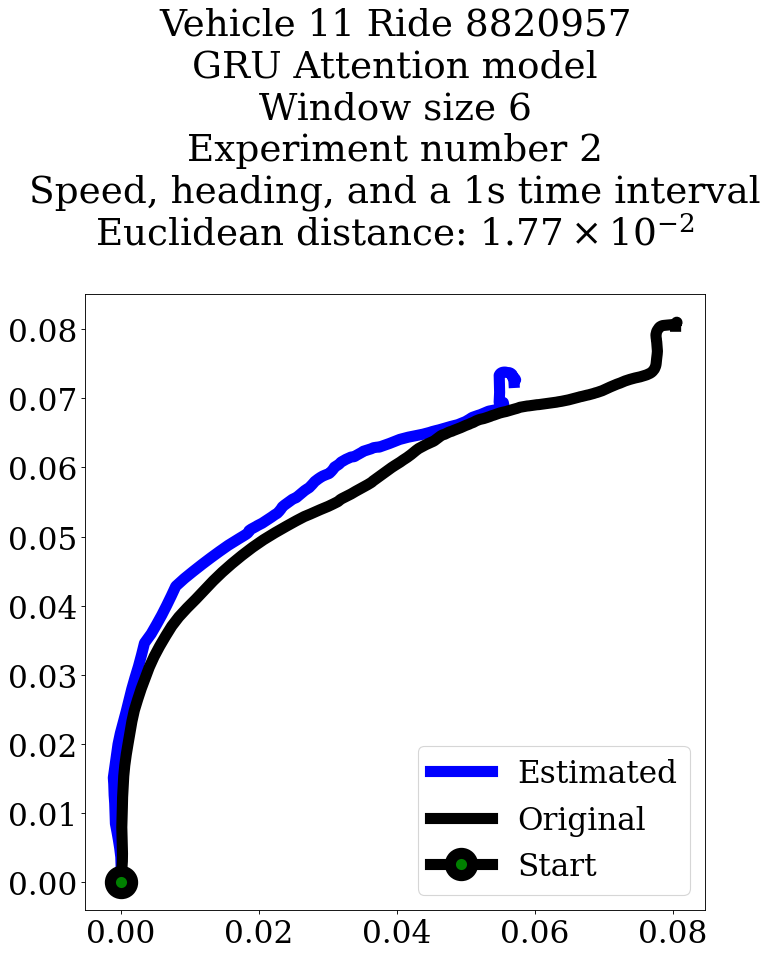 Vehicle 11 Ride 8820957
GRU Attention model
Window size 6
Experiment number 2
Speed, heading, and a 1s time interval
Euclidean distance: 1.77 × 10⁻²
0.08
0.07
0.06
0.05
0.04
0.03
0.02
0.01
0.00
Estimated
Original
Start
0.00 0.02 0.04 0.06 0.08